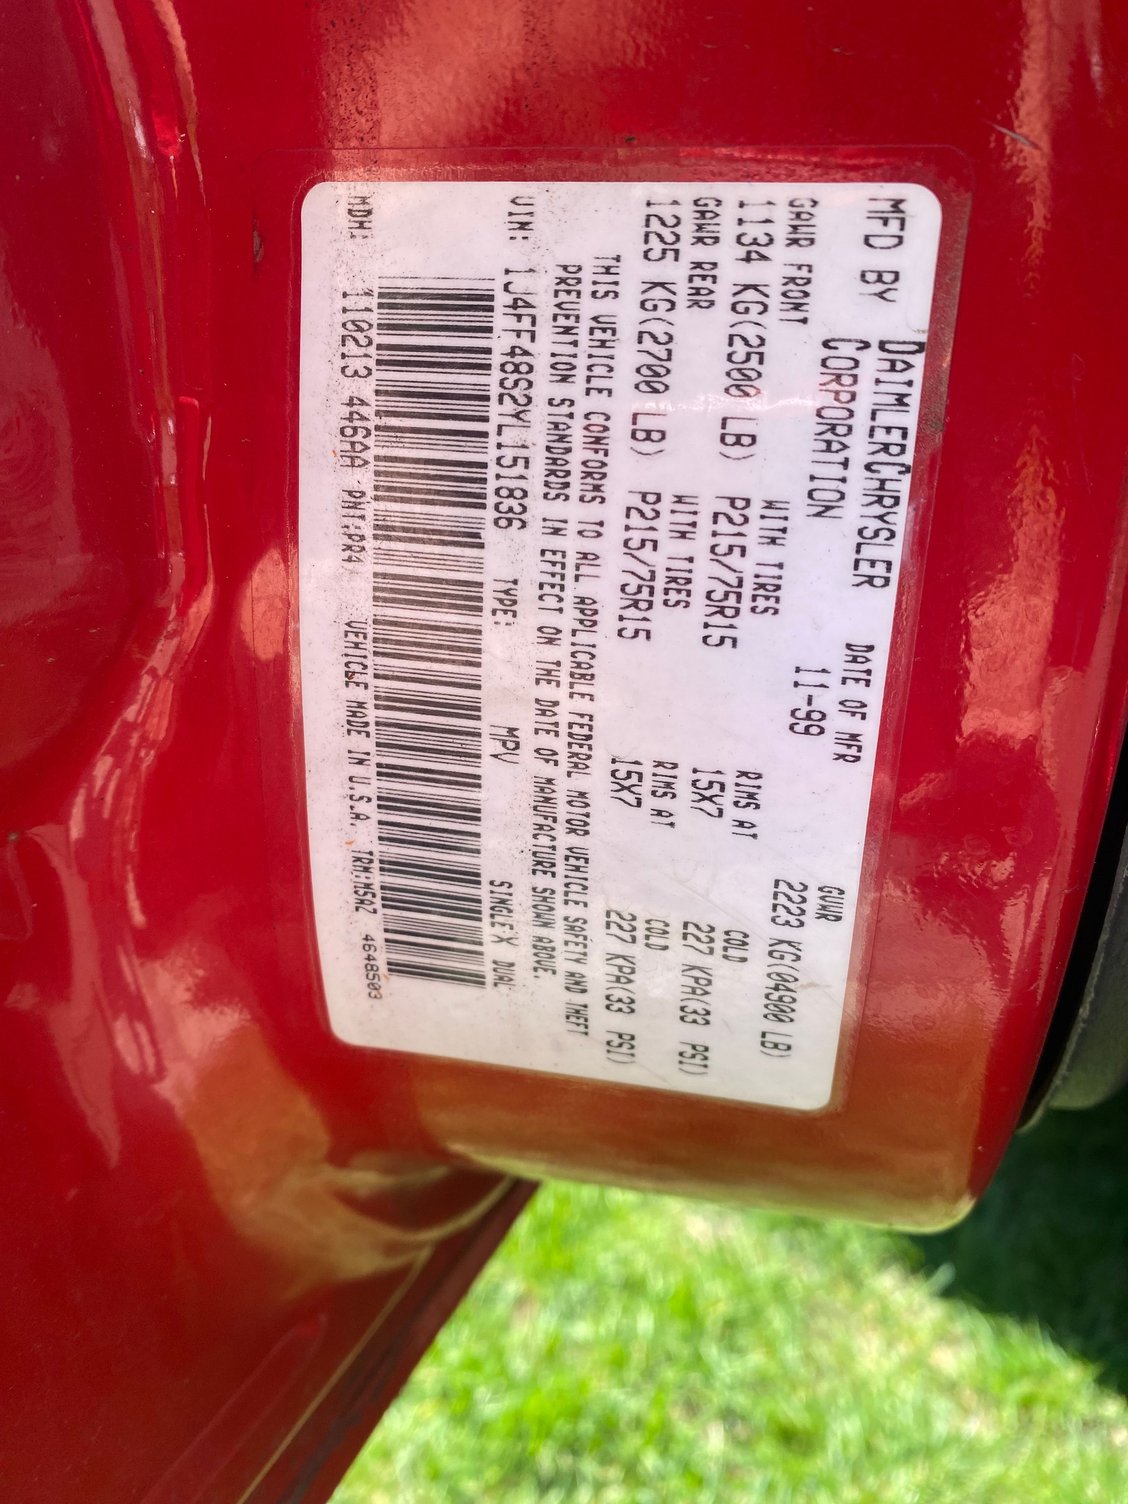 MFD BY DAIMLERCHRYSLER CORPORATION DATE OF MFR 11-99 GVWR 2223 KG(04900 LB)
GAWR FRONT WITH TIRES RIMS AT COLD
1134 KG(2500 LB) P215/75R15 15X7 227 KPA(33 PSI)
GAWR REAR WITH TIRES RIMS AT COLD
1225 KG(2700 LB) P215/75R15 15X7 227 KPA(33 PSI)
THIS VEHICLE CONFORMS TO ALL APPLICABLE FEDERAL MOTOR VEHICLE SAFETY AND THEFT
PREVENTION STANDARDS IN EFFECT ON THE DATE OF MANUFACTURE SHOWN ABOVE.
VIN: 1J4FF48S2YL151836 TYPE: MPV SINGLE X DUAL
MDH: 110213 446AA PNT:PR4 VEHICLE MADE IN U.S.A. TRM:M5AZ 4648503